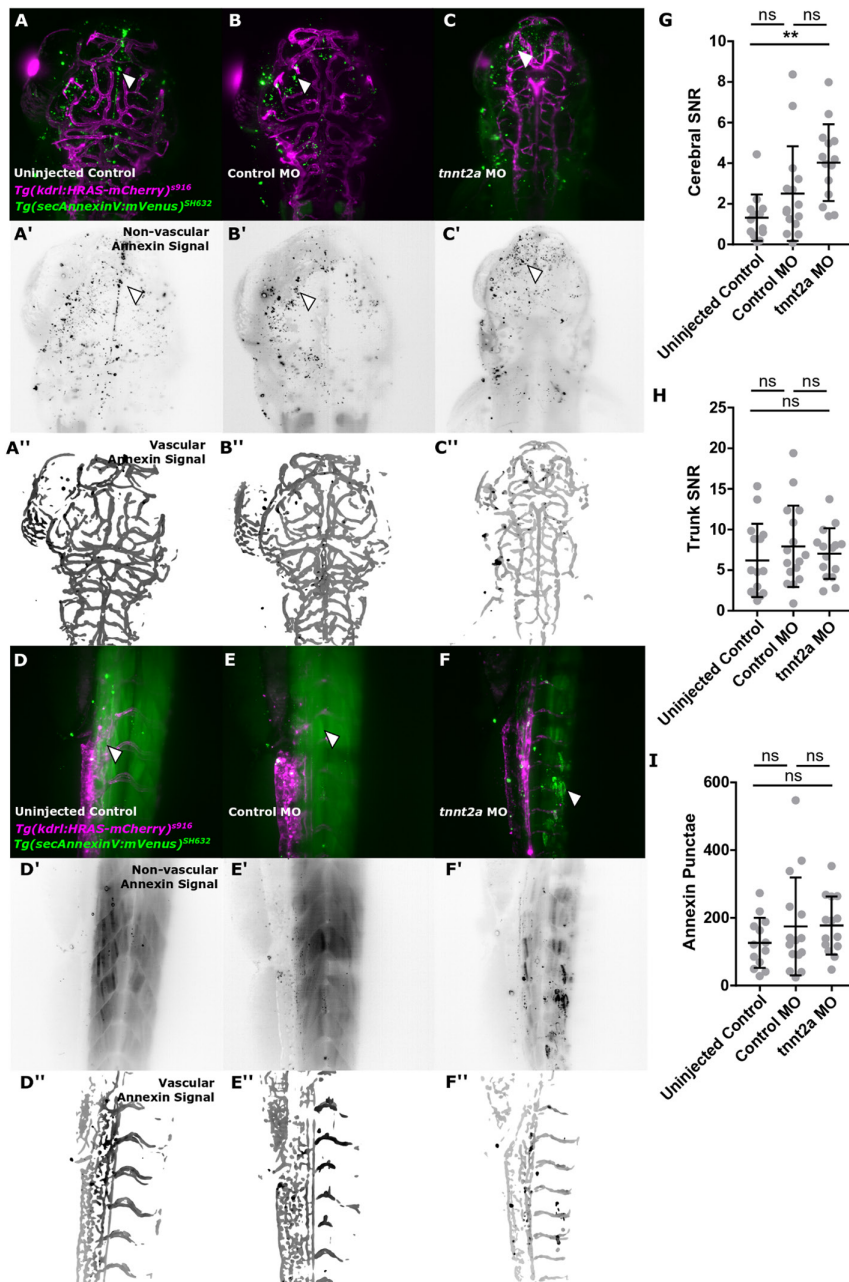 A
B
C
Uninjected Control
Control MO
tnnt2a MO
Tg(kdrl:HRAS-mCherry)s916
Tg(secAnnexinV:mVenus)SH632
A'
Non-vascular
Annexin Signal
B'
C'
A''
Vascular
Annexin Signal
B''
C''
D
E
F
Uninjected Control
Control MO
tnnt2a MO
Tg(kdrl:HRAS-mCherry)s916
Tg(secAnnexinV:mVenus)SH632
D'
Non-vascular
Annexin Signal
E'
F'
D''
Vascular
Annexin Signal
E''
F''
G
ns
ns
**
10
8
6
4
2
0
Cerebral SNR
Uninjected Control
Control MO
tnnt2a MO
H
ns
ns
ns
25
20
15
10
5
0
Trunk SNR
Uninjected Control
Control MO
tnnt2a MO
I
ns
ns
ns
600
400
200
0
Annexin Punctae
Uninjected Control
Control MO
tnnt2a MO